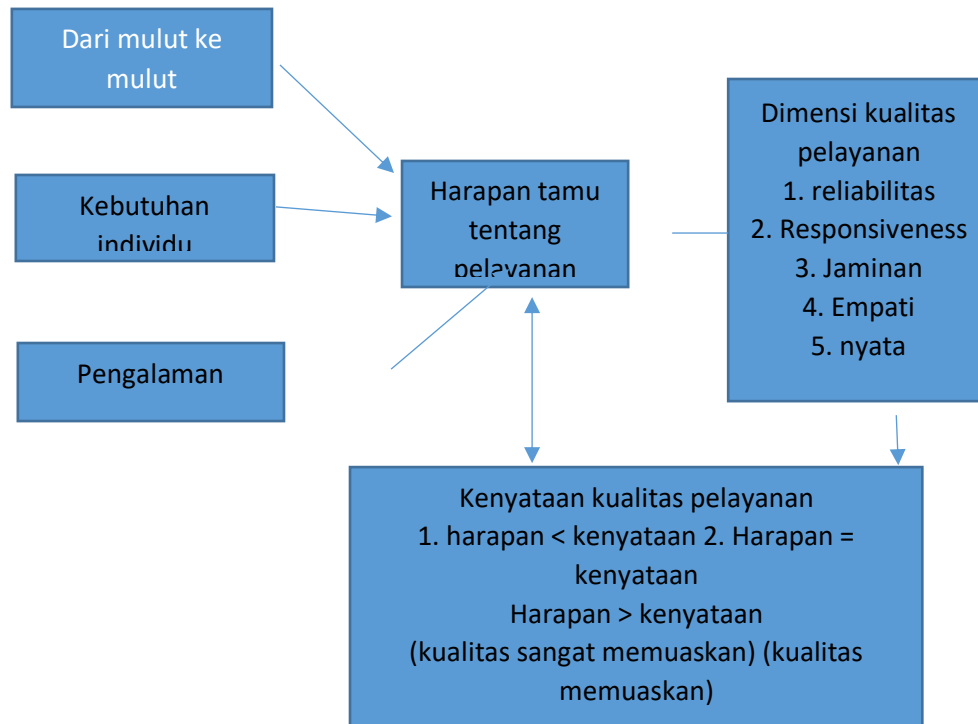 Dari mulut ke
mulut
Kebutuhan
individu
Pengalaman
Harapan tamu
tentang
pelayanan
Dimensi kualitas
pelayanan
1. reliabilitas
2. Responsiveness
3. Jaminan
4. Empati
5. nyata
Kenyataan kualitas pelayanan
1. harapan < kenyataan 2. Harapan =
kenyataan
Harapan > kenyataan
(kualitas sangat memuaskan) (kualitas
memuaskan)